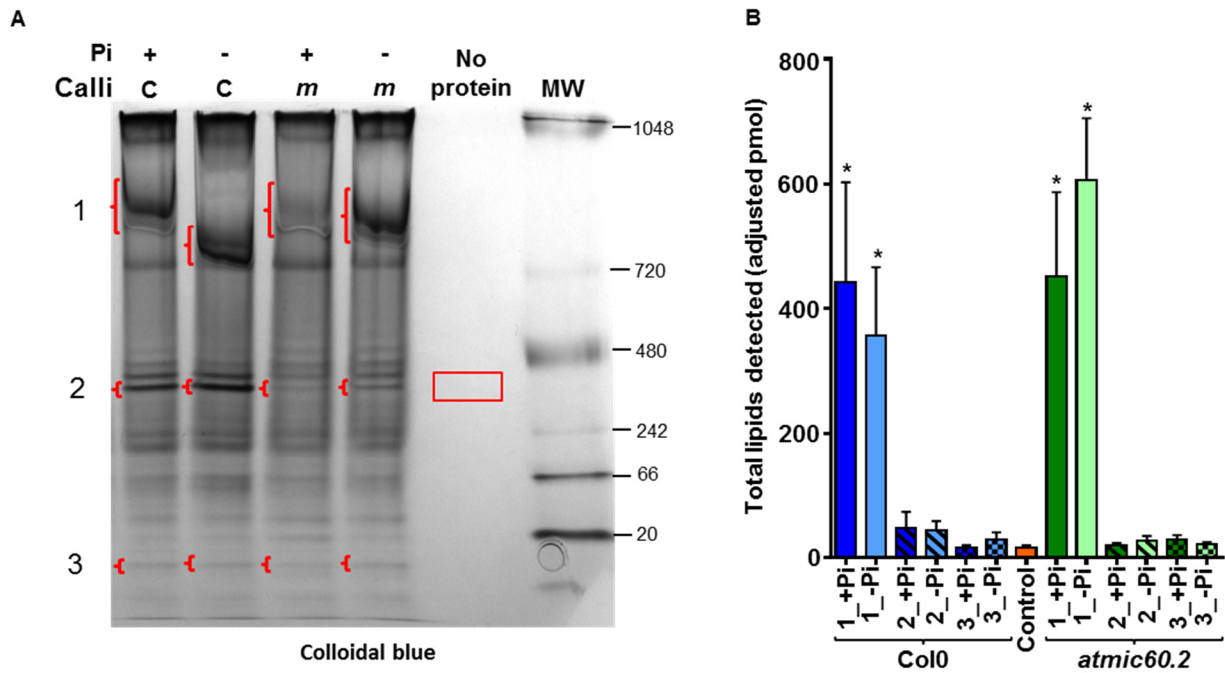 A
Pi + - + - No protein
Calli C C m m MW
1048
1
720
480
2
242
66
20
3
Colloidal blue
B
Total lipids detected (adjusted pmol)
800
600
400
200
0
* * * *
1_+Pi
1_-Pi
2_+Pi
2_-Pi
3_+Pi
3_-Pi
Control
1_+Pi
1_-Pi
2_+Pi
2_-Pi
3_+Pi
3_-Pi
Col0
atmic60.2